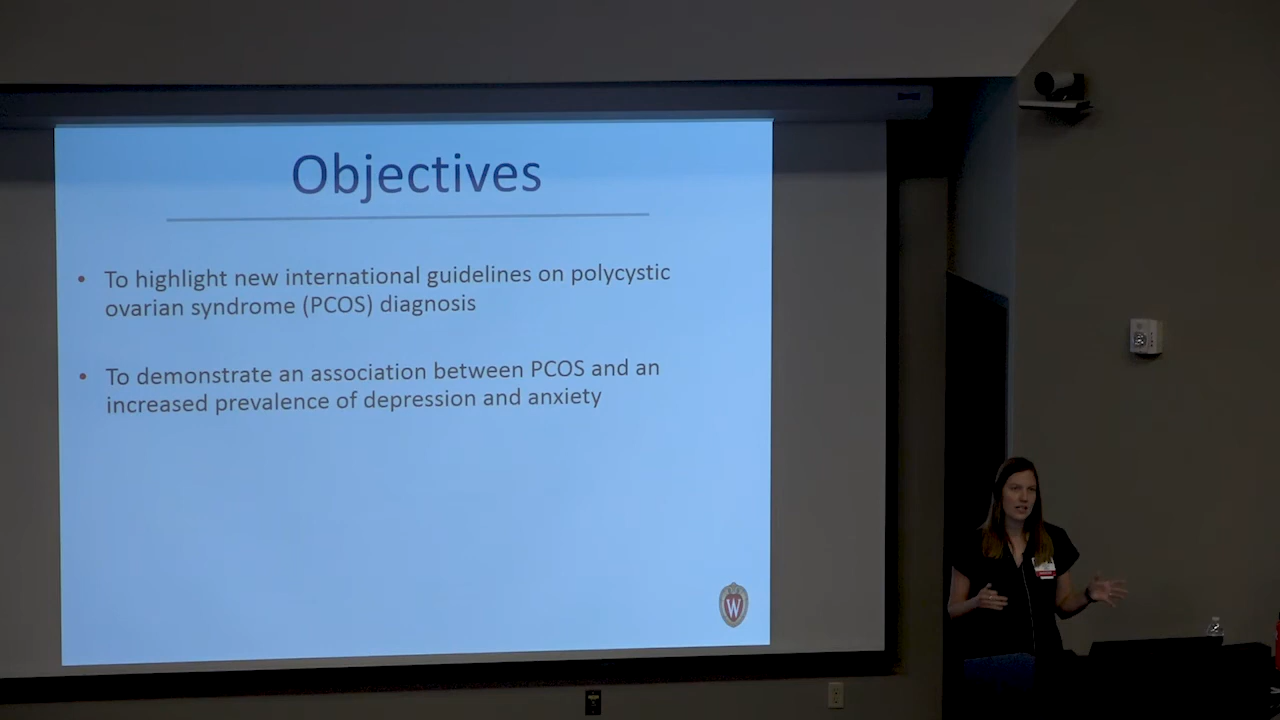 Objectives
• To highlight new international guidelines on polycystic
ovarian syndrome (PCOS) diagnosis
• To demonstrate an association between PCOS and an
increased prevalence of depression and anxiety
W